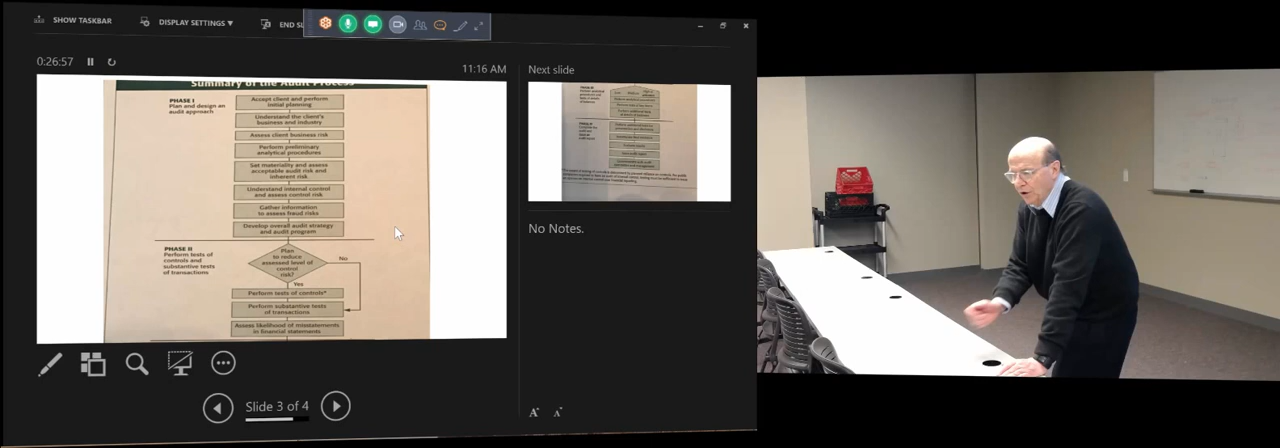 SHOW TASKBAR
DISPLAY SETTINGS ▼
END SL
0:26:57
11:16 AM
Summary of the Audit Process
PHASE I
Plan and design an
audit approach
Accept client and perform
initial planning
Understand the client's
business and industry
Assess client business risk
Perform preliminary
analytical procedures
Set materiality and assess
acceptable audit risk and
inherent risk
Understand internal control
and assess control risk
Gather information
to assess fraud risks
Develop overall audit strategy
and audit program
PHASE II
Perform tests of
controls and
substantive tests
of transactions
Plan
to reduce
assessed level of
control
risk?
No
Yes
Perform tests of controls*
Perform substantive tests
of transactions
Assess likelihood of misstatements
in financial statements
Slide 3 of 4
Next slide
No Notes.
A
A